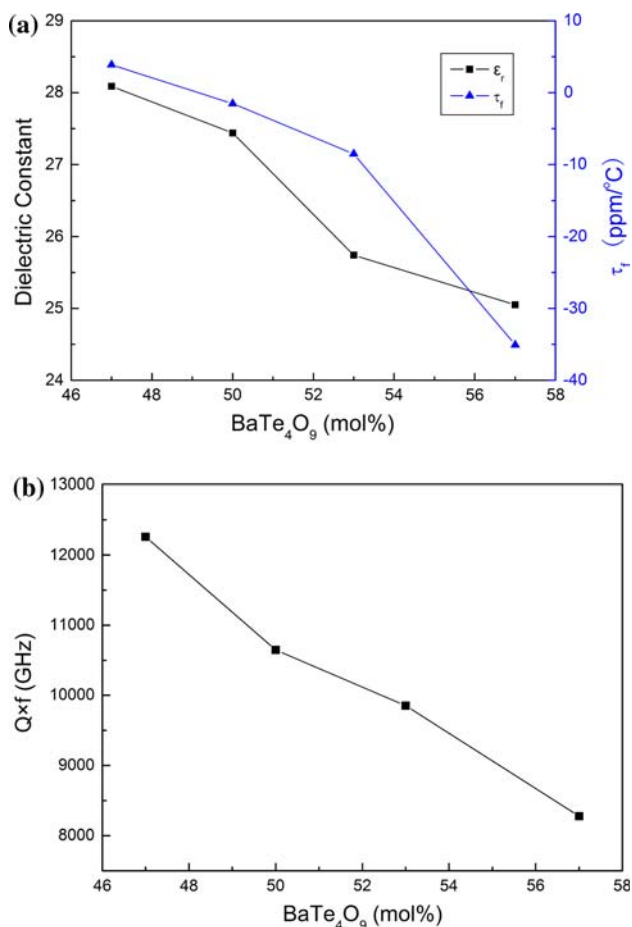 (a)
29
28
27
26
25
24
Dielectric Constant
εr
τf
10
0
-10
-20
-30
-40
τf (ppm/°C)
46 48 50 52 54 56 58
BaTe4O9 (mol%)
(b)
13000
12000
11000
10000
9000
8000
Q×f (GHz)
46 48 50 52 54 56 58
BaTe4O9 (mol%)